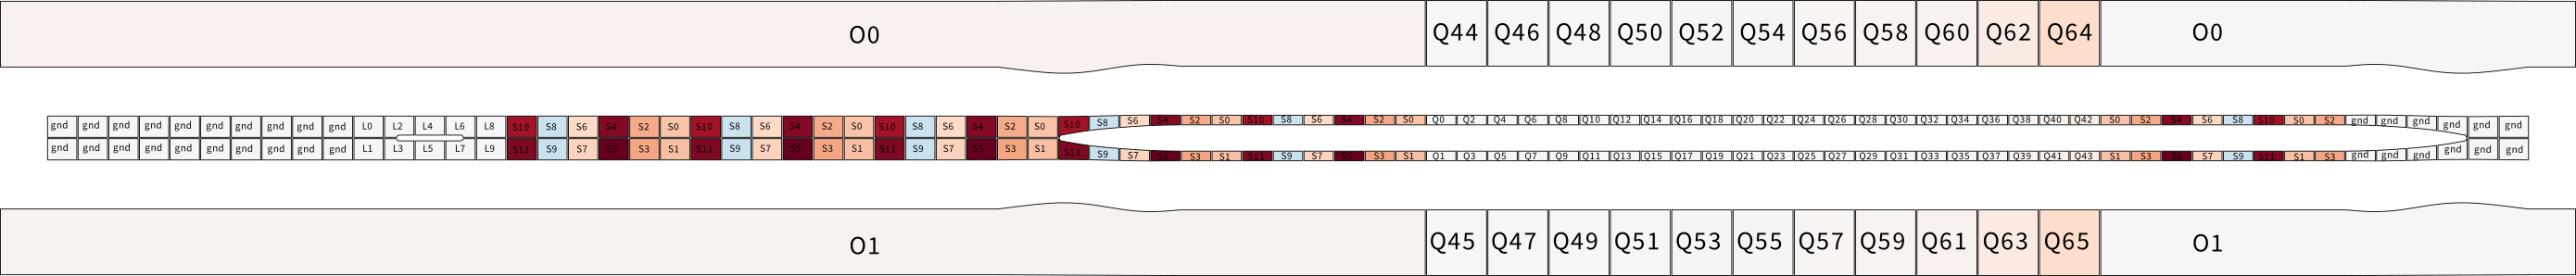 O0 Q44 Q46 Q48 Q50 Q52 Q54 Q56 Q58 Q60 Q62 Q64 O0
gnd gnd gnd gnd gnd gnd gnd gnd gnd gnd L0 L2 L4 L6 L8 S10 S8 S6 S4 S2 S0 S10 S8 S6 S4 S2 S0 S10 S8 S6 S4 S2 S0 S10 S8 S6 S4 S2 S0 S10 S8 S6 S4 S2 S0 Q0 Q2 Q4 Q6 Q8 Q10 Q12 Q14 Q16 Q18 Q20 Q22 Q24 Q26 Q28 Q30 Q32 Q34 Q36 Q38 Q40 Q42 S0 S2 S4 S6 S8 S10 S0 S2 gnd gnd gnd gnd gnd gnd
gnd gnd gnd gnd gnd gnd gnd gnd gnd gnd L1 L3 L5 L7 L9 S11 S9 S7 S5 S3 S1 S11 S9 S7 S5 S3 S1 S11 S9 S7 S5 S3 S1 S11 S9 S7 S5 S3 S1 S11 S9 S7 S5 S3 S1 Q1 Q3 Q5 Q7 Q9 Q11 Q13 Q15 Q17 Q19 Q21 Q23 Q25 Q27 Q29 Q31 Q33 Q35 Q37 Q39 Q41 Q43 S1 S3 S5 S7 S9 S11 S1 S3 gnd gnd gnd gnd gnd gnd
O1 Q45 Q47 Q49 Q51 Q53 Q55 Q57 Q59 Q61 Q63 Q65 O1